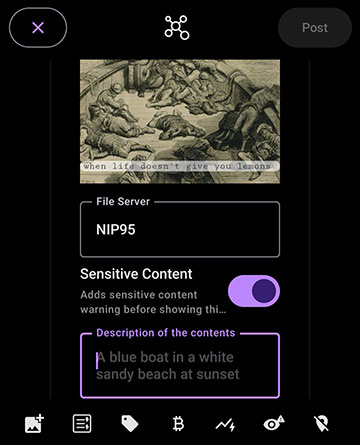 Post
when life doesn't give you lemons
File Server
NIP95
Sensitive Content
Adds sensitive content
warning before showing thi...
Description of the contents
A blue boat in a white
sandy beach at sunset